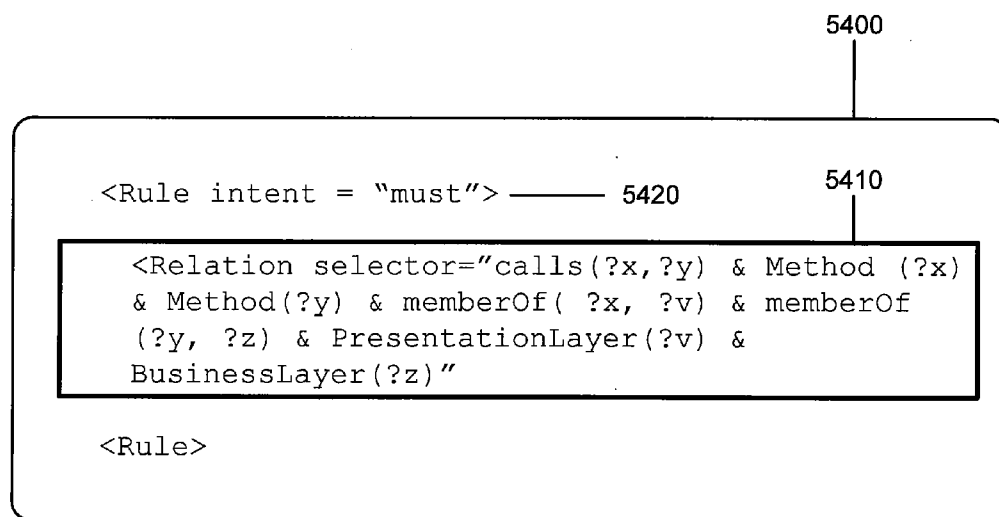 5400
<Rule intent = "must"> 5420
5410
<Relation selector="calls(?x,?y) & Method (?x)
& Method(?y) & memberOf( ?x, ?v) & memberOf
(?y, ?z) & PresentationLayer(?v) &
BusinessLayer(?z)"
<Rule>